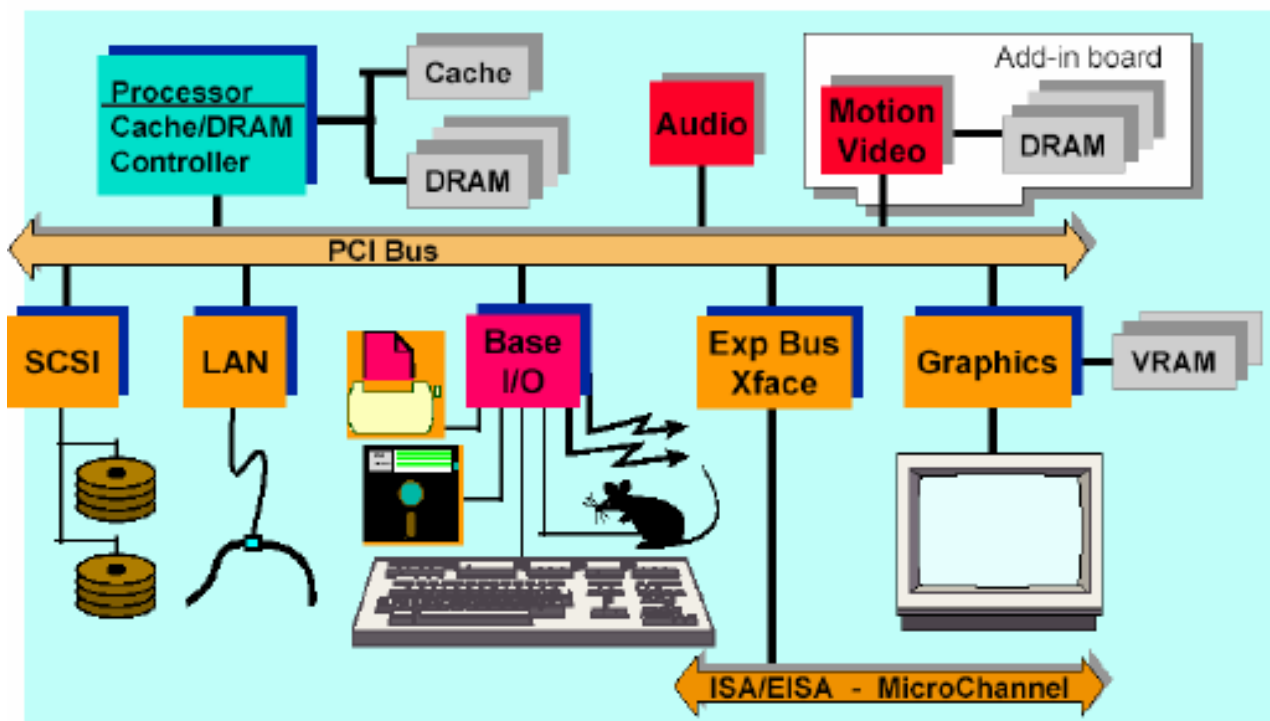 Processor
Cache/DRAM
Controller
Cache
DRAM
Audio
Add-in board
Motion
Video
DRAM
PCI Bus
SCSI
LAN
Base
I/O
Exp Bus
Xface
Graphics
VRAM
ISA/EISA - MicroChannel